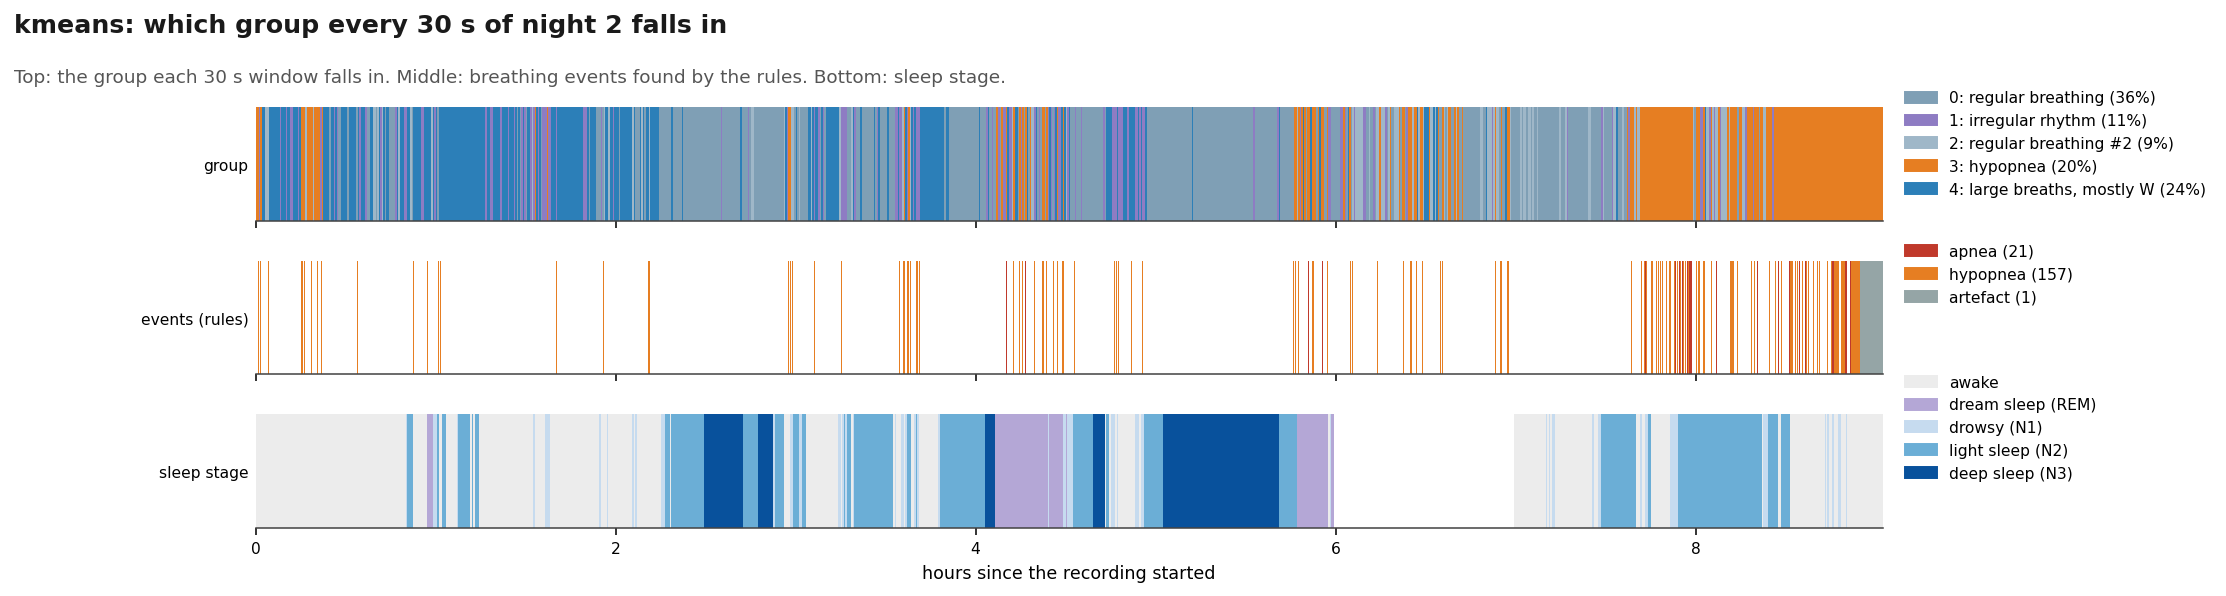 kmeans: which group every 30 s of night 2 falls in
Top: the group each 30 s window falls in. Middle: breathing events found by the rules. Bottom: sleep stage.
group
0: regular breathing (36%)
1: irregular rhythm (11%)
2: regular breathing #2 (9%)
3: hypopnea (20%)
4: large breaths, mostly W (24%)
events (rules)
apnea (21)
hypopnea (157)
artefact (1)
sleep stage
awake
dream sleep (REM)
drowsy (N1)
light sleep (N2)
deep sleep (N3)
0 2 4 6 8
hours since the recording started